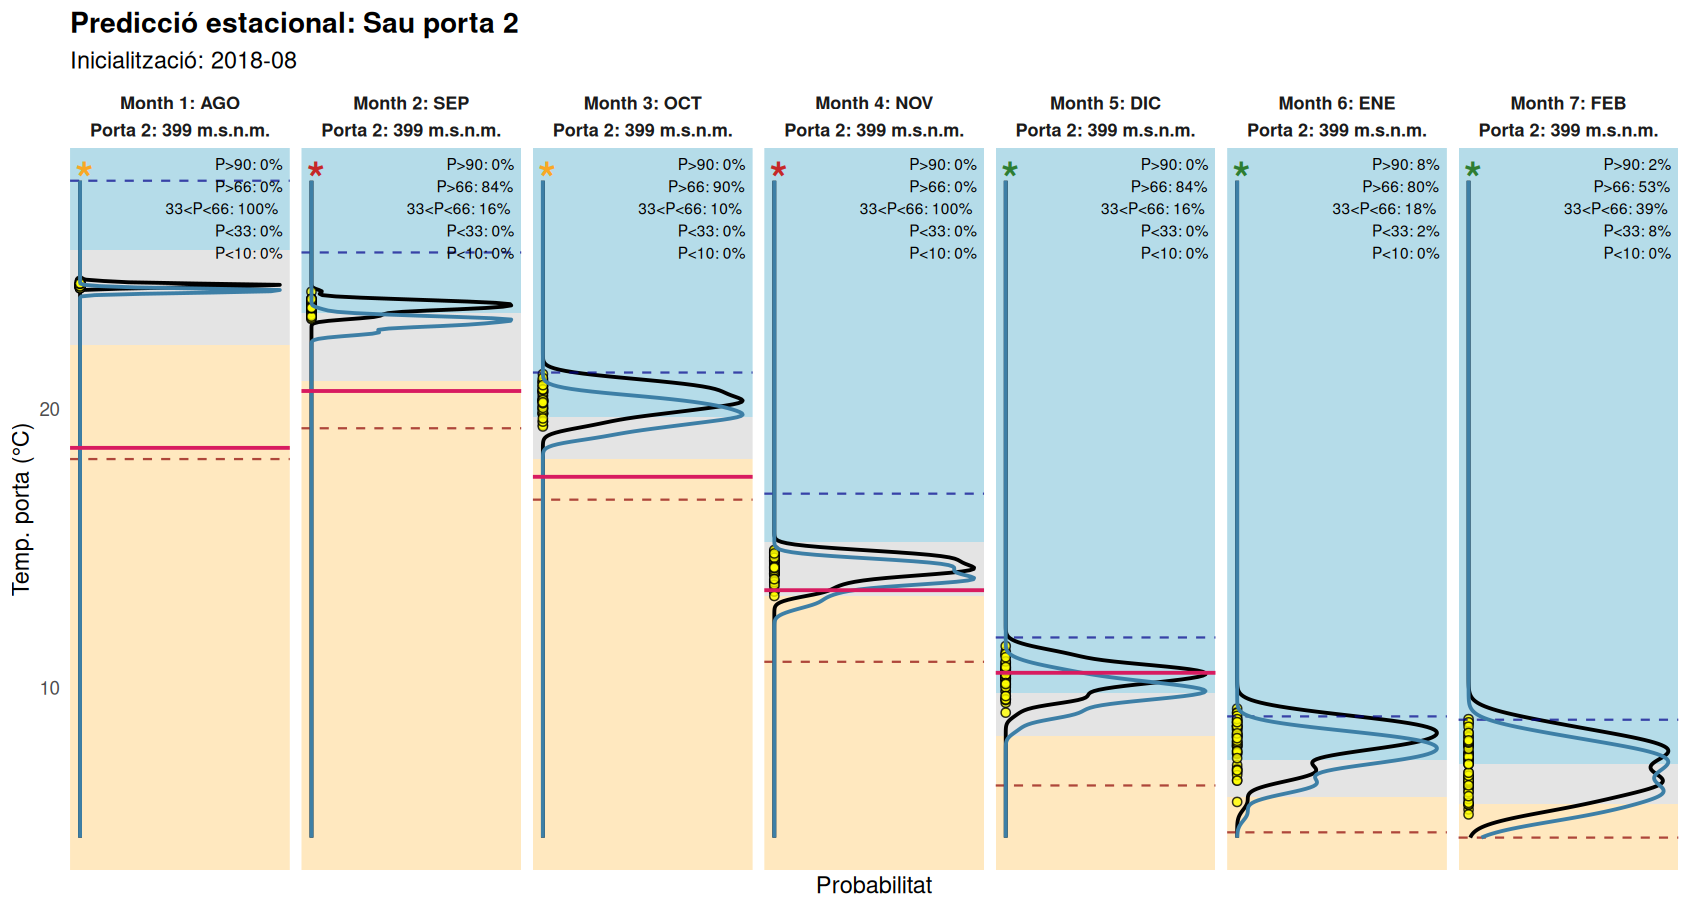 Predicció estacional: Sau porta 2
Inicialització: 2018-08
Month 1: AGO
Porta 2: 399 m.s.n.m.
*
P>90: 0%
P>66: 0%
33<P<66: 100%
P<33: 0%
P<10: 0%
Month 2: SEP
Porta 2: 399 m.s.n.m.
*
P>90: 0%
P>66: 84%
33<P<66: 16%
P<33: 0%
P<10: 0%
Month 3: OCT
Porta 2: 399 m.s.n.m.
*
P>90: 0%
P>66: 90%
33<P<66: 10%
P<33: 0%
P<10: 0%
Month 4: NOV
Porta 2: 399 m.s.n.m.
*
P>90: 0%
P>66: 0%
33<P<66: 100%
P<33: 0%
P<10: 0%
Month 5: DIC
Porta 2: 399 m.s.n.m.
*
P>90: 0%
P>66: 84%
33<P<66: 16%
P<33: 0%
P<10: 0%
Month 6: ENE
Porta 2: 399 m.s.n.m.
*
P>90: 8%
P>66: 80%
33<P<66: 18%
P<33: 2%
P<10: 0%
Month 7: FEB
Porta 2: 399 m.s.n.m.
*
P>90: 2%
P>66: 53%
33<P<66: 39%
P<33: 8%
P<10: 0%
20
10
Temp. porta (°C)
Probabilitat